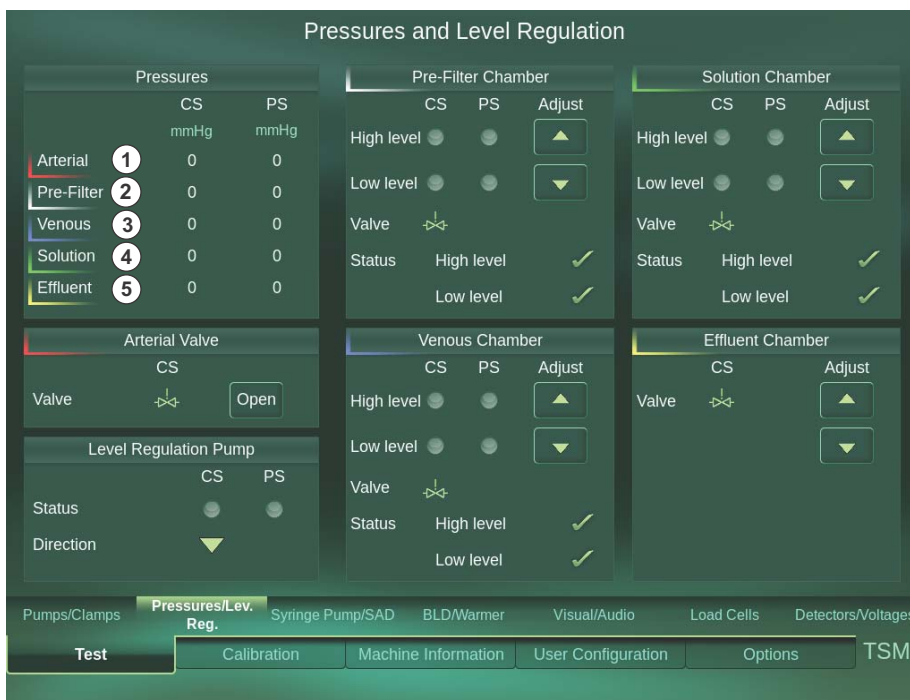 Pressures and Level Regulation
Pressures
CS PS
mmHg mmHg
Arterial 1 0 0
Pre-Filter 2 0 0
Venous 3 0 0
Solution 4 0 0
Effluent 5 0 0
Arterial Valve
CS
Valve Open
Level Regulation Pump
CS PS
Status
Direction
Pre-Filter Chamber
CS PS Adjust
High level
Low level
Valve
Status High level
Low level
Venous Chamber
CS PS Adjust
High level
Low level
Valve
Status High level
Low level
Solution Chamber
CS PS Adjust
High level
Low level
Valve
Status High level
Low level
Effluent Chamber
CS Adjust
Valve
Pumps/Clamps Pressures/Lev. Reg. Syringe Pump/SAD BLD/Warmer Visual/Audio Load Cells Detectors/Voltages
Test Calibration Machine Information User Configuration Options TSM